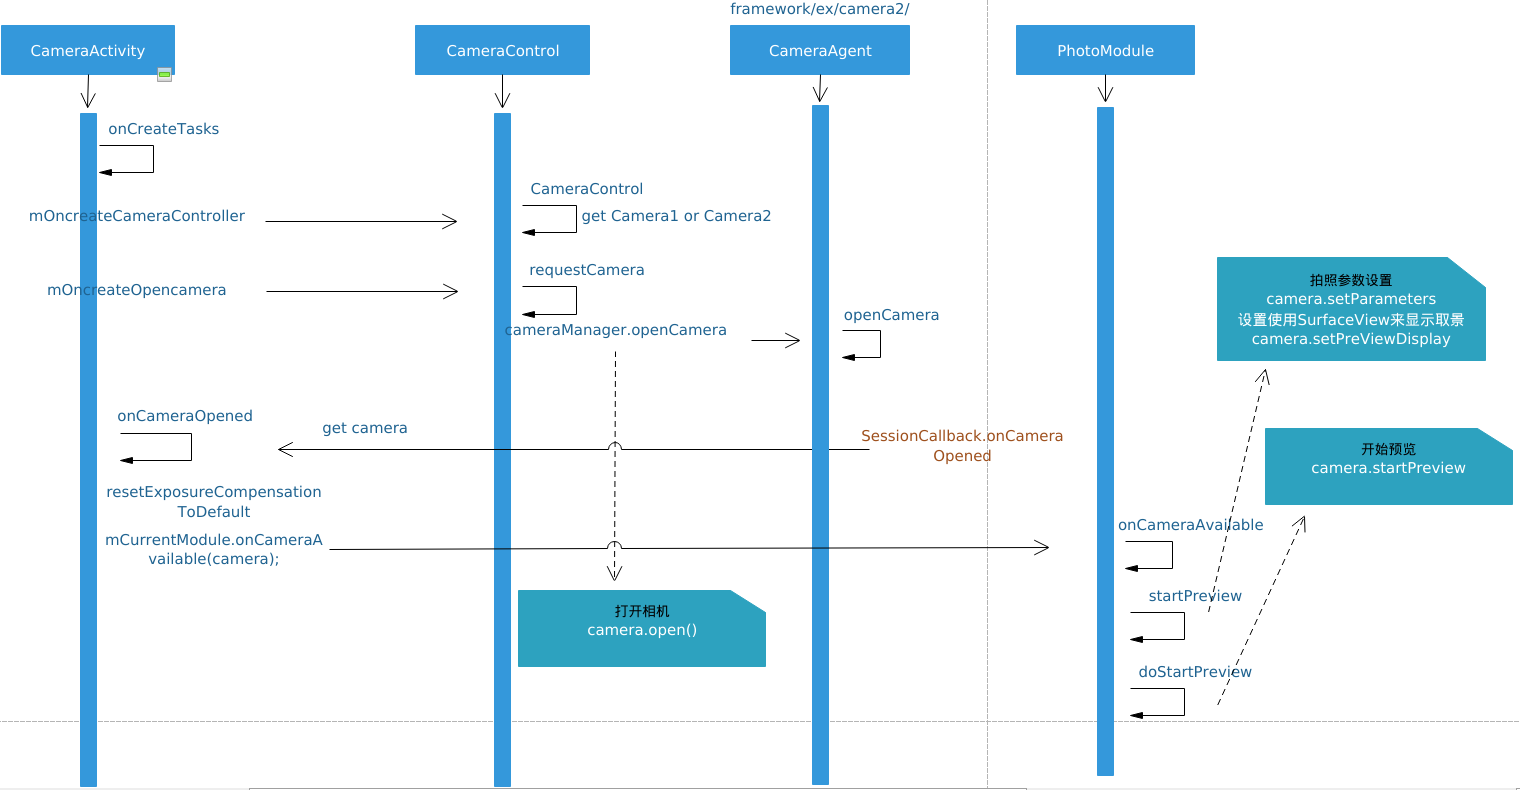 framework/ex/camera2/
CameraActivity
CameraControl
CameraAgent
PhotoModule
onCreateTasks
CameraControl
mOncreateCameraController
get Camera1 or Camera2
requestCamera
mOncreateOpencamera
cameraManager.openCamera
openCamera
拍照参数设置
camera.setParameters
设置使用SurfaceView来显示取景
camera.setPreViewDisplay
onCameraOpened
get camera
SessionCallback.onCamera
Opened
开始预览
camera.startPreview
resetExposureCompensation
ToDefault
mCurrentModule.onCameraA
vailable(camera);
onCameraAvailable
startPreview
打开相机
camera.open()
doStartPreview